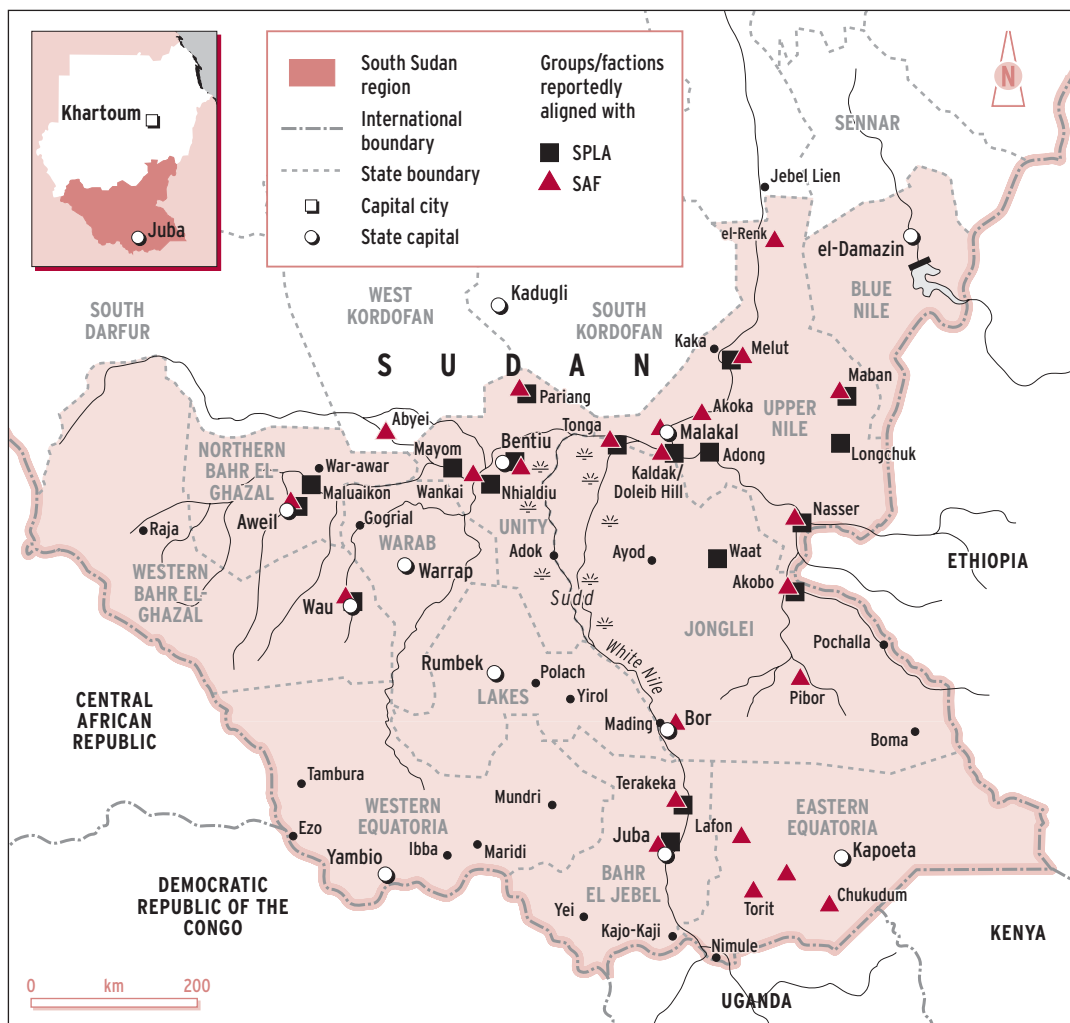 Khartoum
Juba
South Sudan
region
International
boundary
State boundary
Capital city
State capital
Groups/factions
reportedly
aligned with
SPLA
SAF
N
SENNAR
Jebel Lien
el-Renk
el-Damazin
BLUE
NILE
WEST
KORDOFAN
Kadugli
SOUTH
KORDOFAN
SOUTH
DARFUR
SUDAN
Kaka
Melut
Maban
Pariang
Akoka
UPPER
NILE
Abyei
Tonga
Malakal
Mayom
Bentiu
Adong
Longchuk
NORTHERN
BAHR EL-
GHAZAL
War-awar
Maluaikon
Wankai
Nhialdiu
Kaldak/
Doleib Hill
Aweil
Raja
Gogrial
UNITY
Nasser
WARAB
Adok
Ayod
Waat
ETHIOPIA
WESTERN
BAHR EL-
GHAZAL
Warrap
Akobo
Wau
Sudd
JONGLEI
Pochalla
White Nile
Rumbek
Polach
LAKES
Yirol
Pibor
CENTRAL
AFRICAN
REPUBLIC
Mading
Bor
Boma
Tambura
Terakeka
WESTERN
EQUATORIA
Mundri
EASTERN
EQUATORIA
Lafon
Ezo
Juba
Ibba
Maridi
Kapoeta
Yambio
BAHR
EL JEBEL
Torit
Chukudum
DEMOCRATIC
REPUBLIC OF THE
CONGO
Yei
Kajo-Kaji
Nimule
KENYA
UGANDA
0 km 200